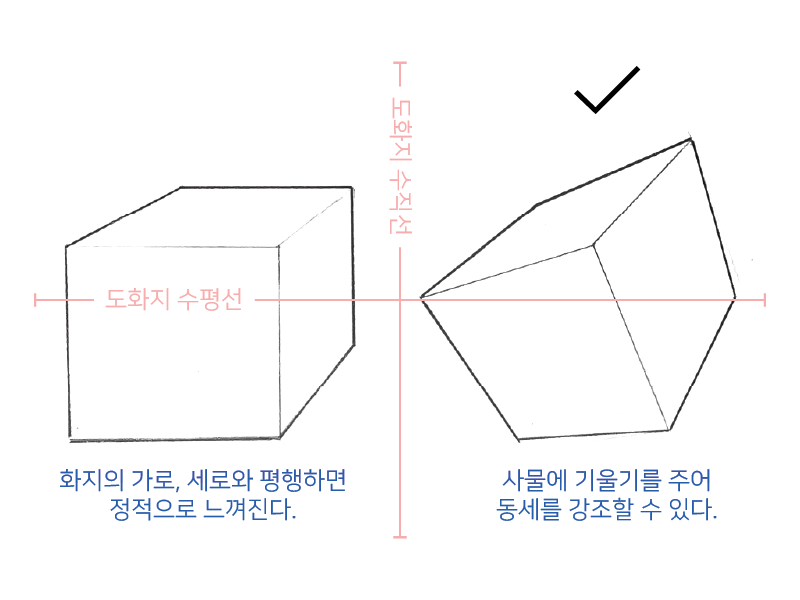 도화지 수직선
도화지 수평선
화지의 가로, 세로와 평행하면
정적으로 느껴진다.
사물에 기울기를 주어
동세를 강조할 수 있다.